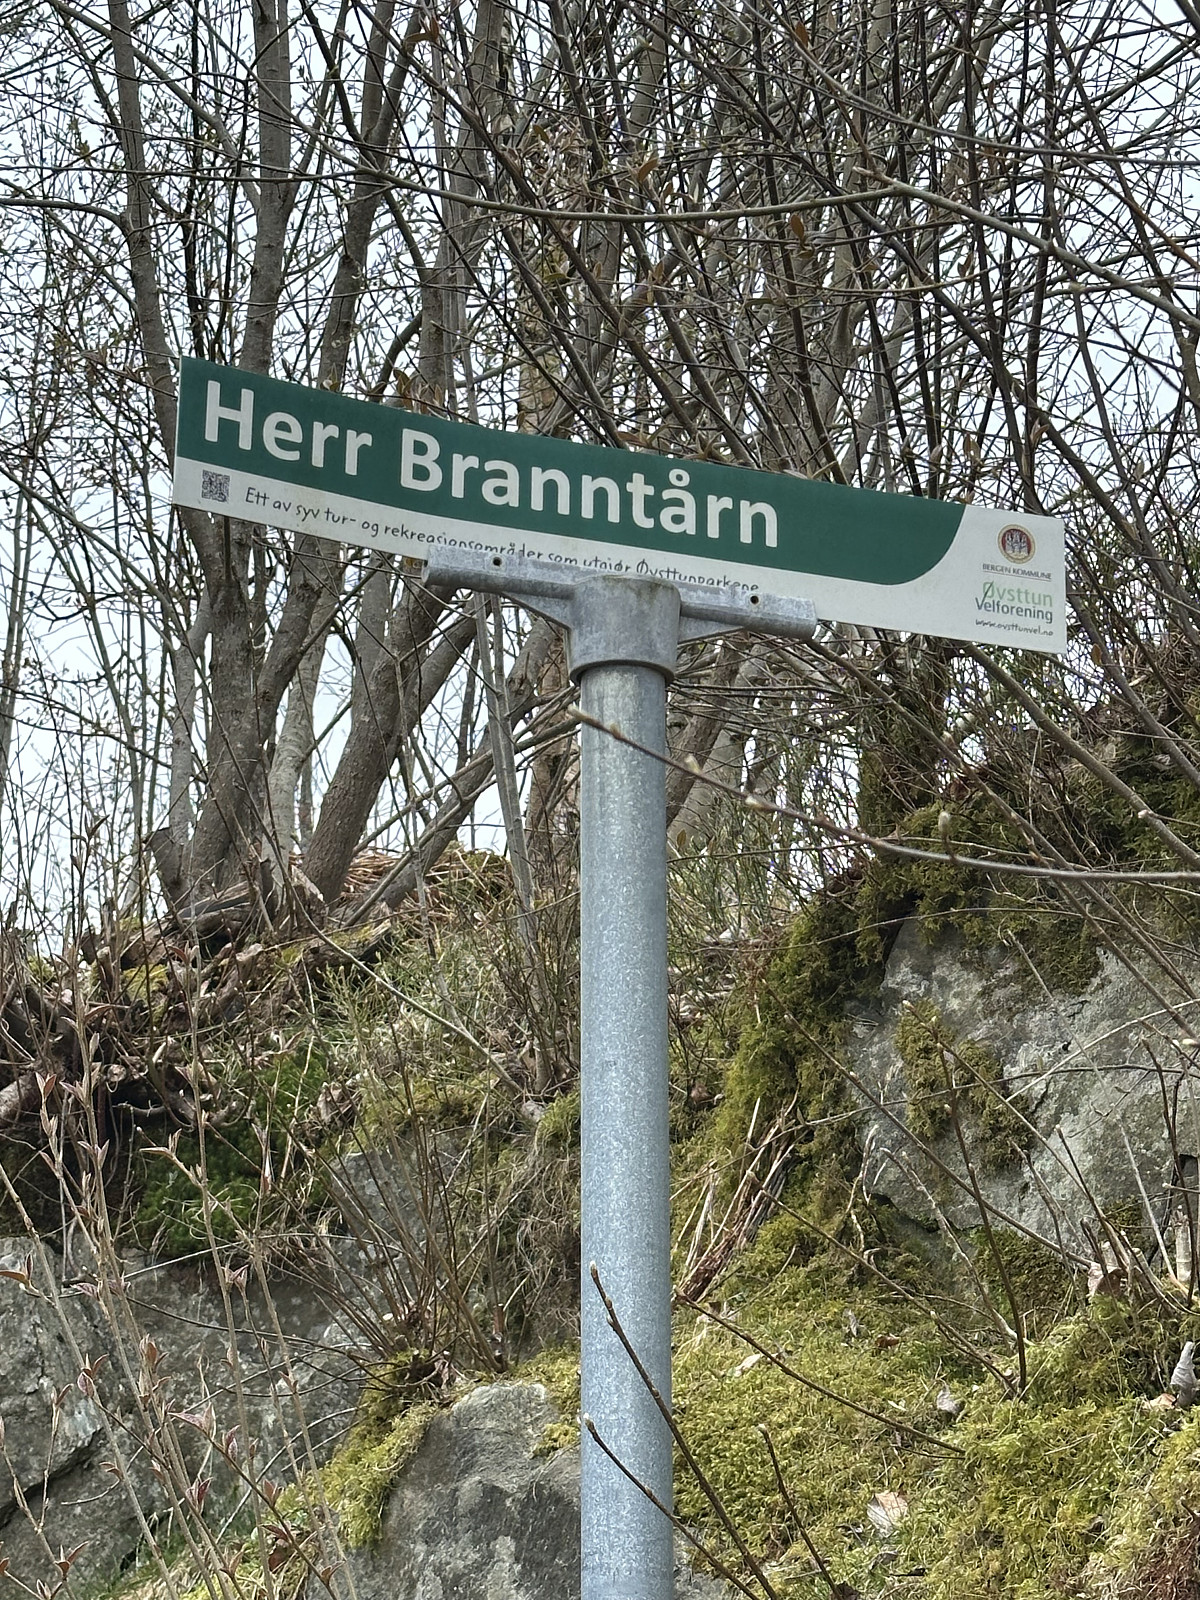 Herr Branntårn
Ett av syv tur- og rekreasjonsområder som utgjør Øvsttunparkene
BERGEN KOMMUNE
Øvsttun
Velforening
www.ovsttunvel.no